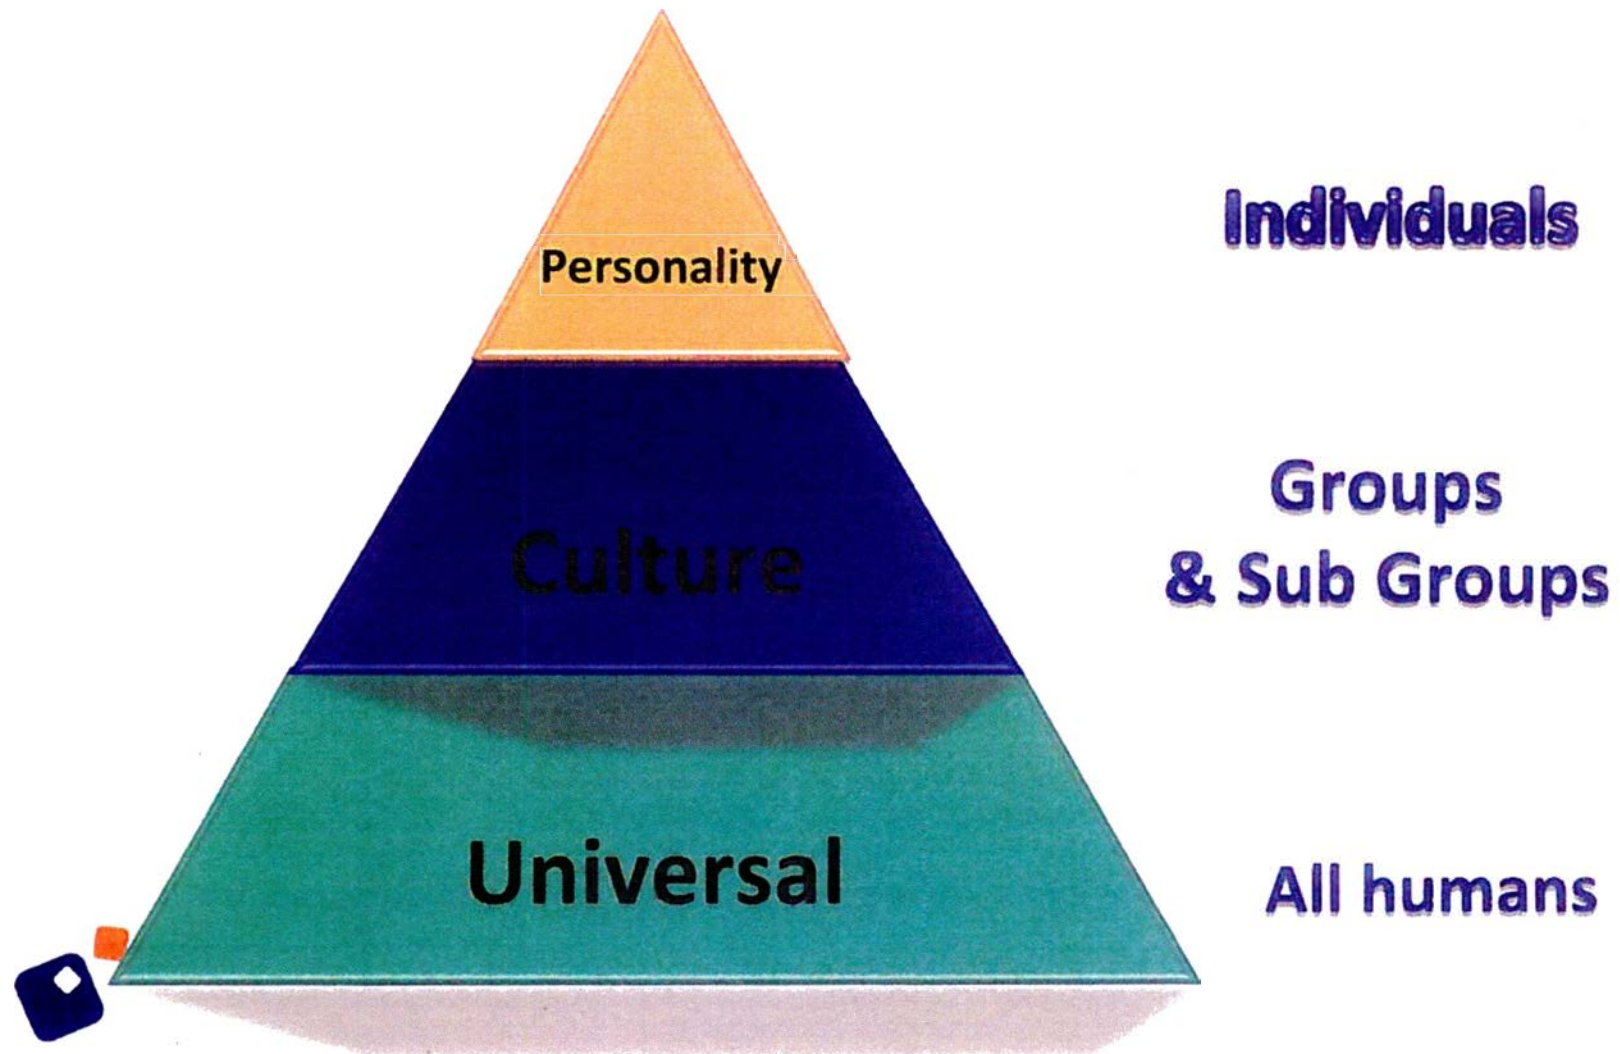 Personality
Individuals
Culture
Groups
& Sub Groups
Universal
All humans